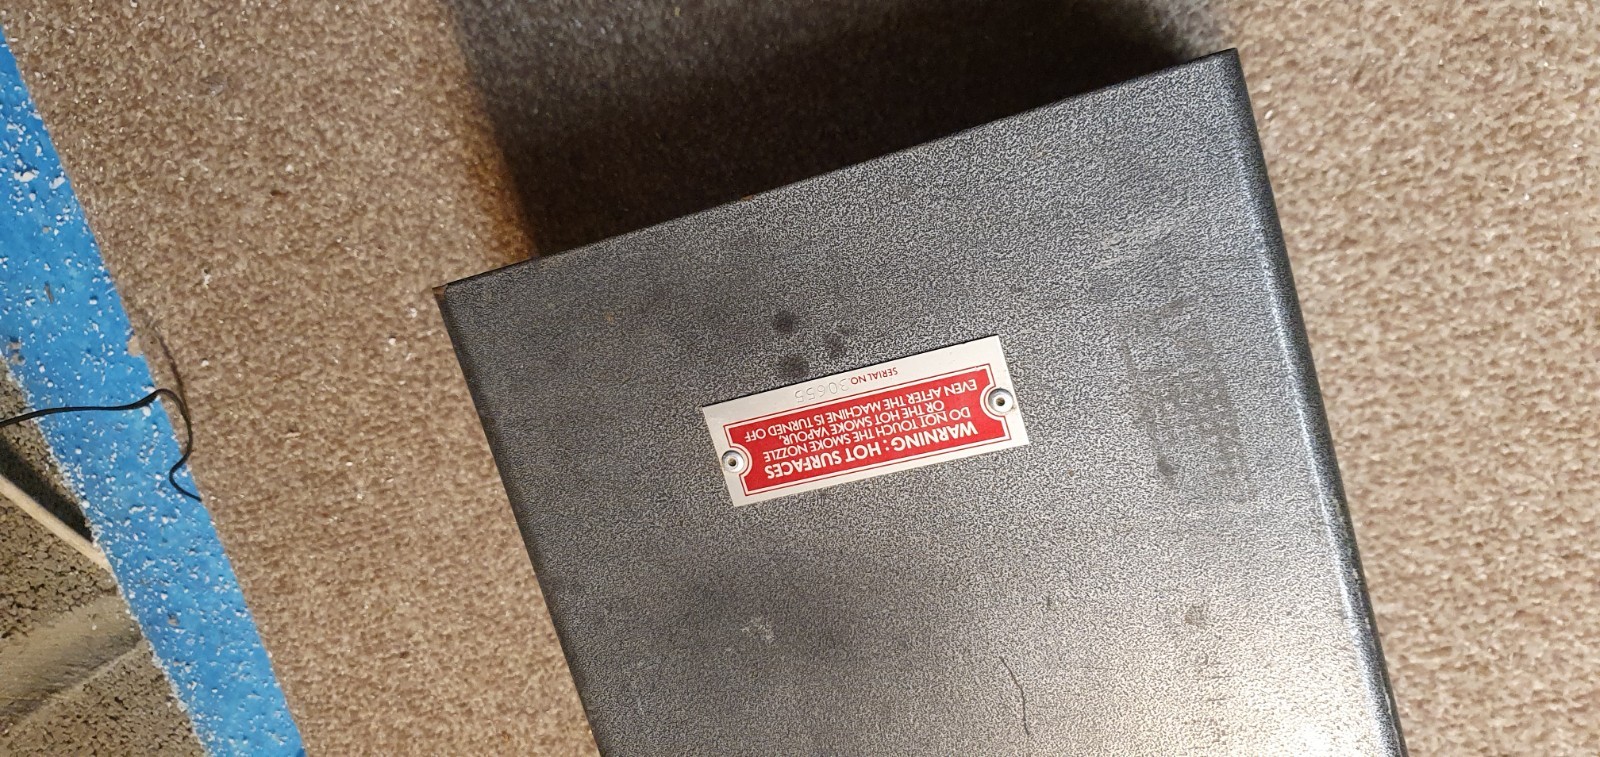 WARNING: HOT SURFACES
DO NOT TOUCH THE SMOKE NOZZLE
OR THE HOT SMOKE VAPOUR,
EVEN AFTER THE MACHINE IS TURNED OFF
SERIAL NO. 30655